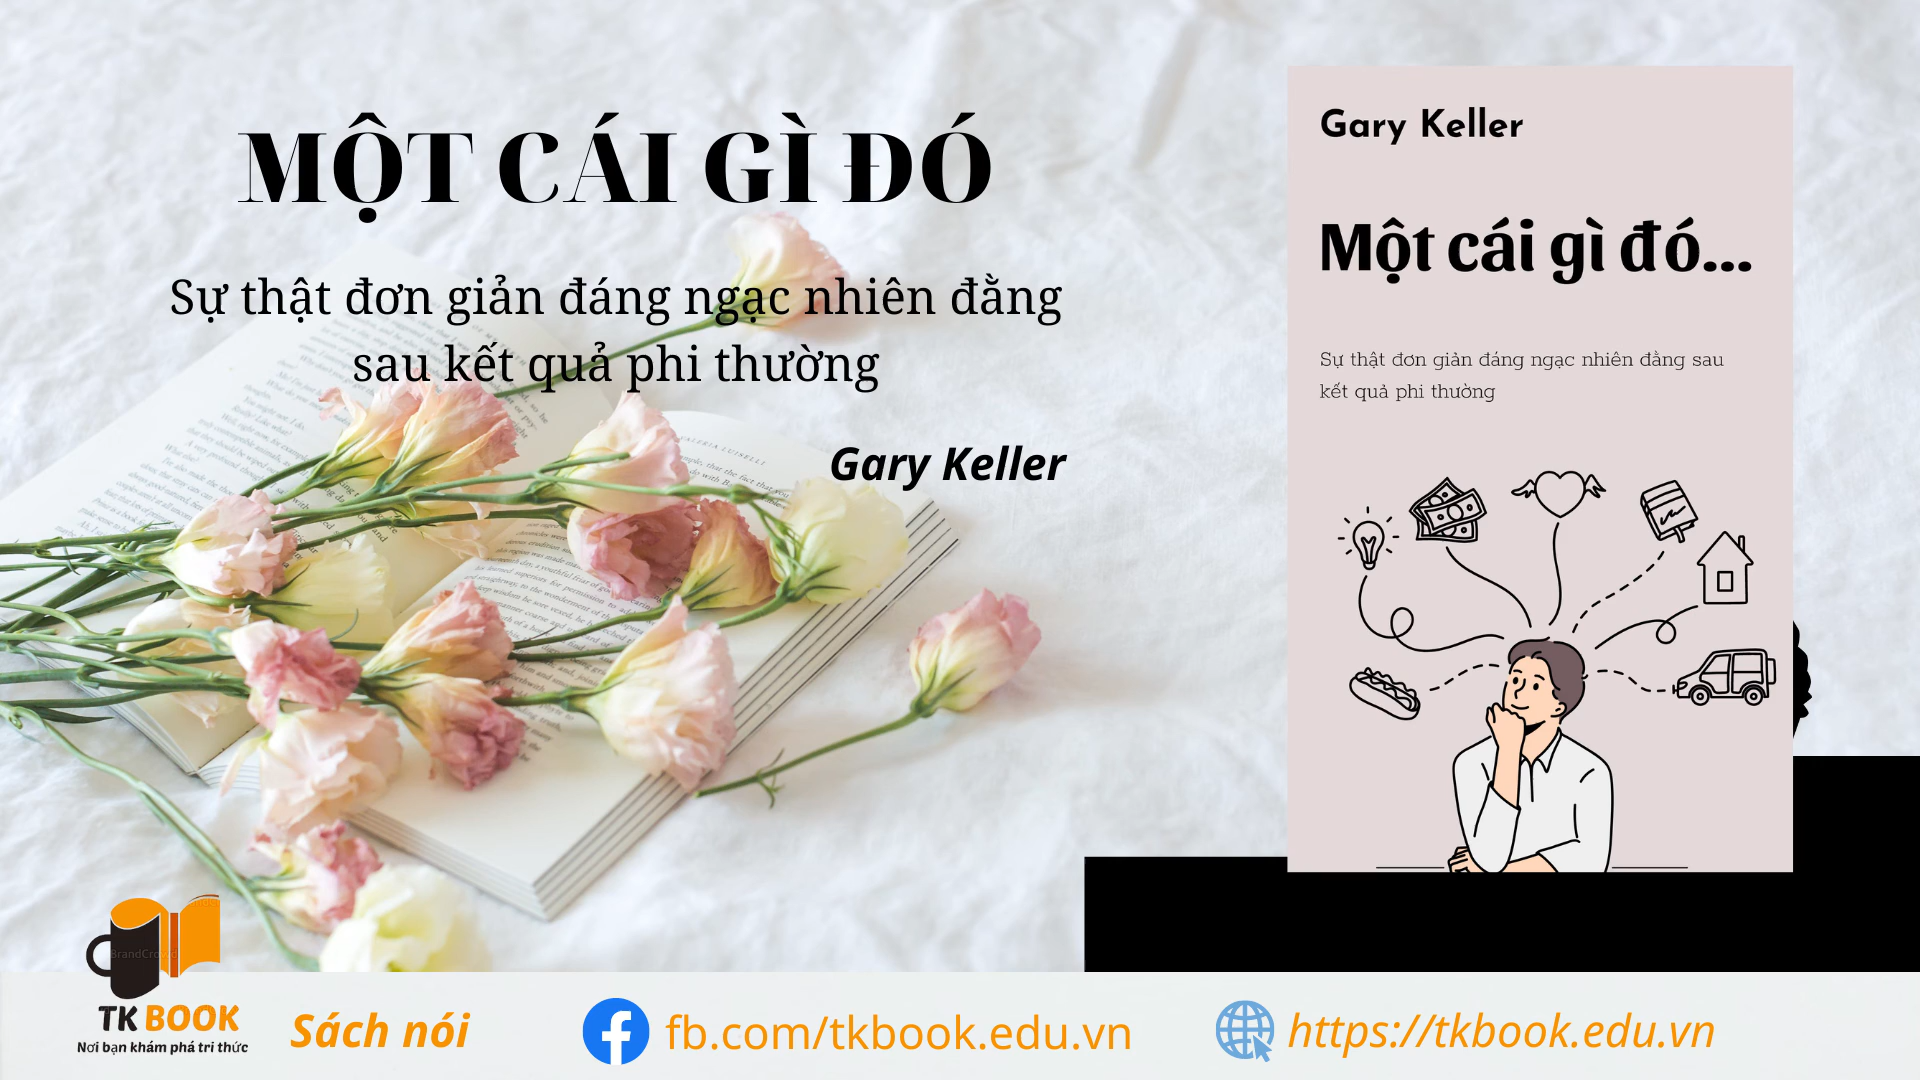 MỘT CÁI GÌ ĐÓ
Sự thật đơn giản đáng ngạc nhiên đằng
sau kết quả phi thường
Gary Keller
Gary Keller
Một cái gì đó...
Sự thật đơn giản đáng ngạc nhiên đằng sau
kết quả phi thường
VALERIA LUISELLI
BrandCrowd
TK BOOK
Nơi bạn khám phá tri thức
Sách nói
fb.com/tkbook.edu.vn
https://tkbook.edu.vn